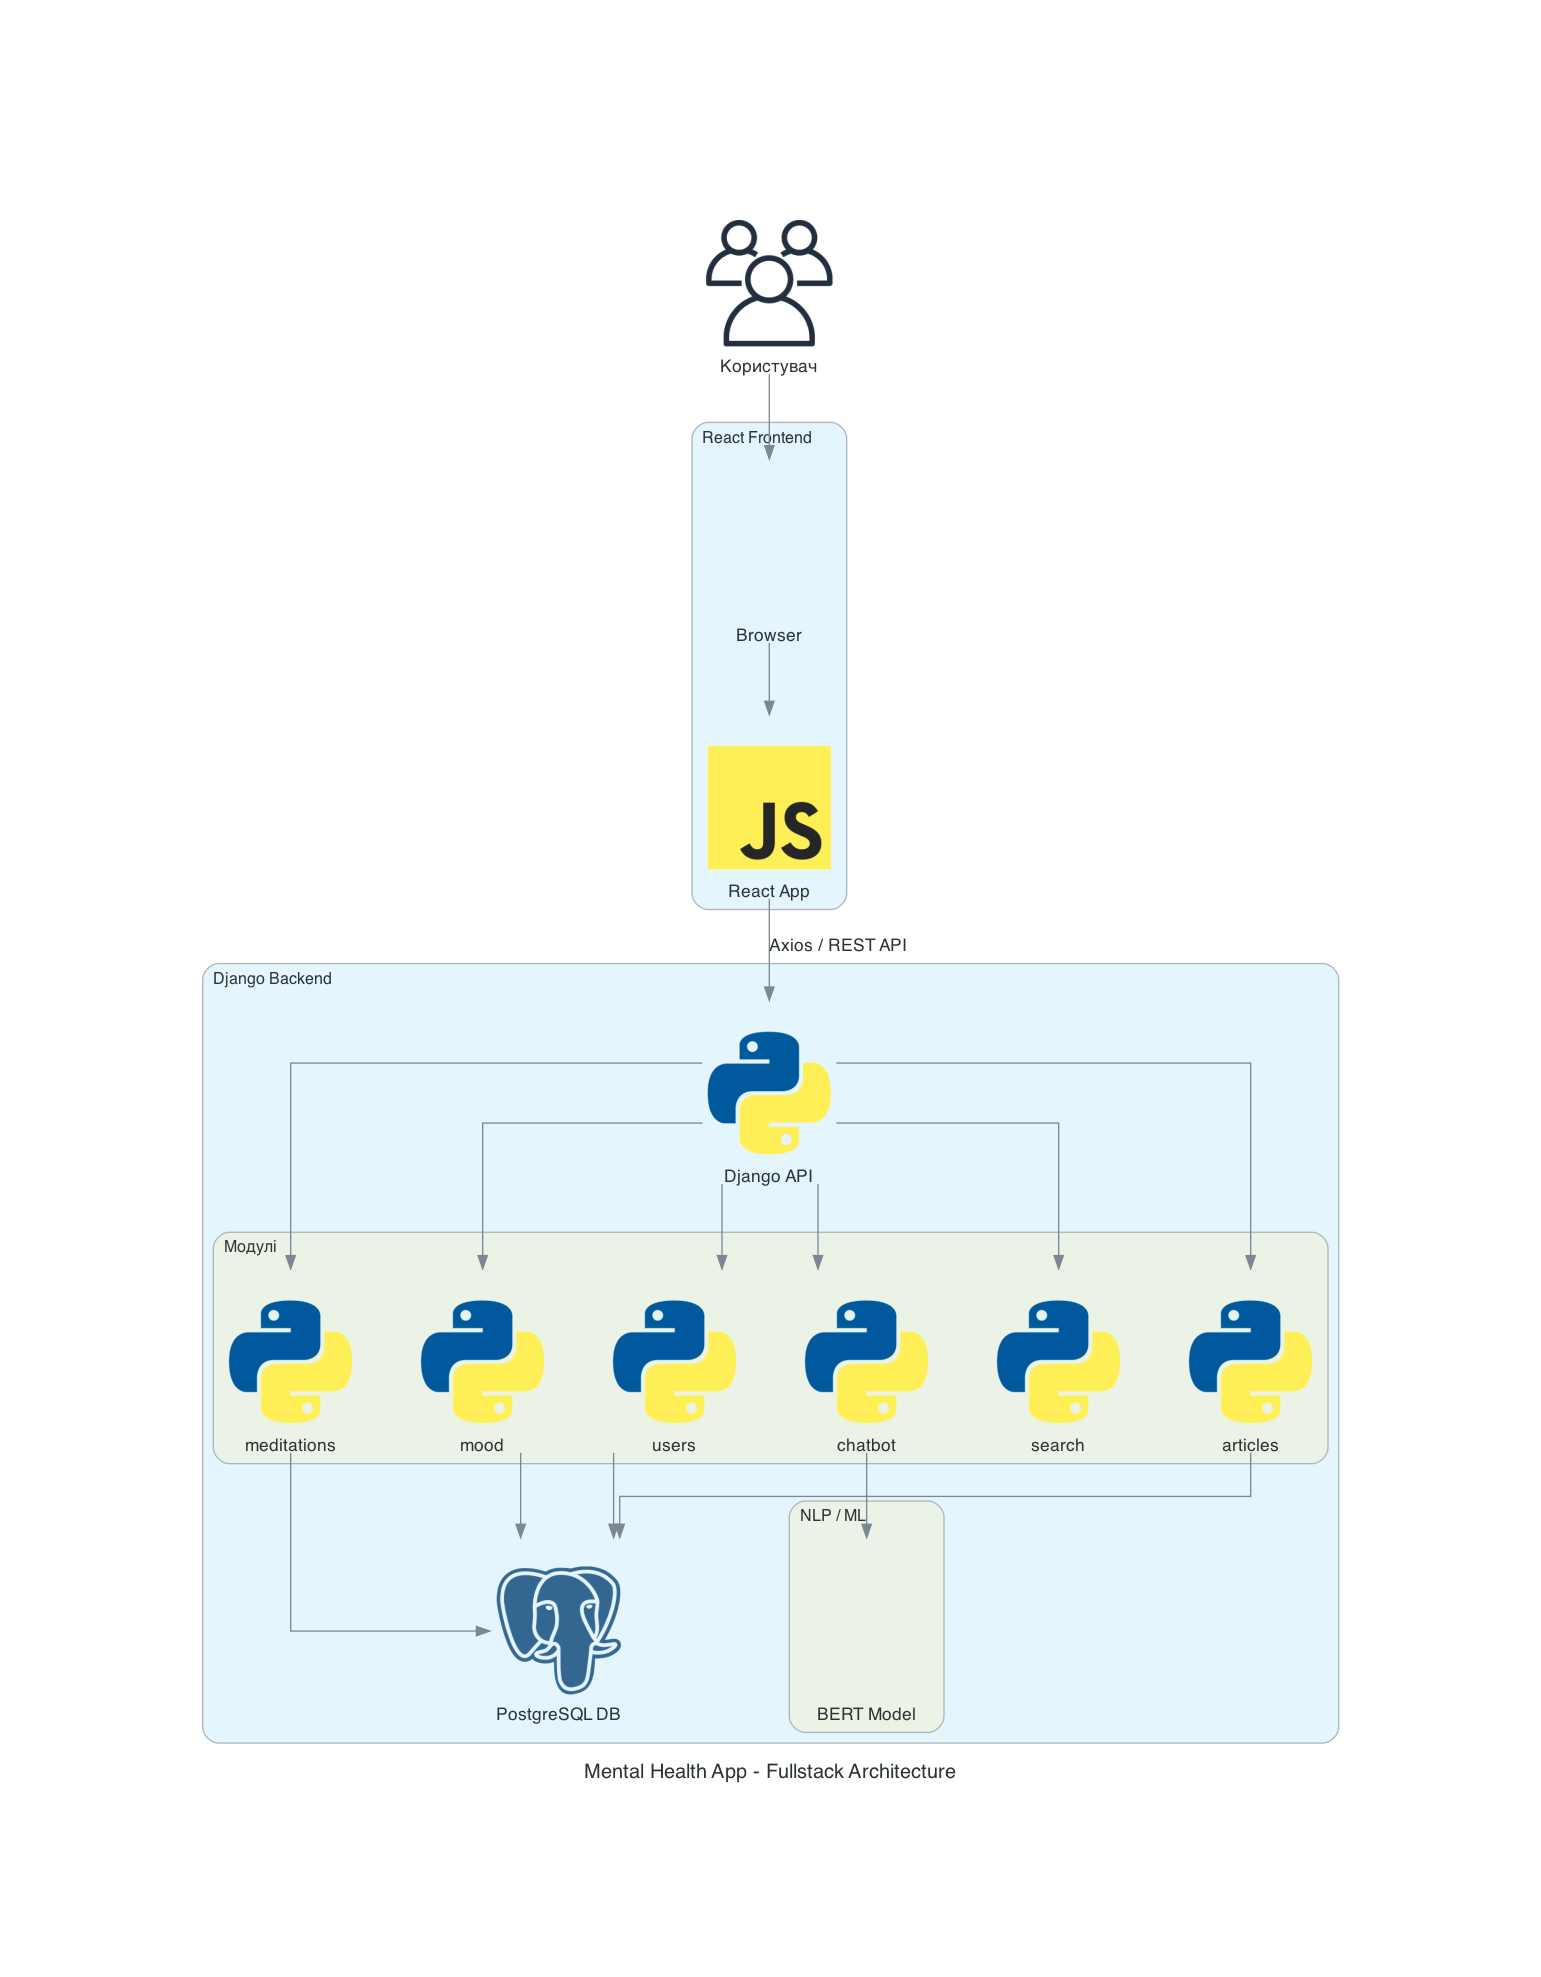 Користувач
React Frontend
Browser
JS
React App
Axios / REST API
Django Backend
Django API
Модулі
meditations
mood
users
chatbot
search
articles
NLP / ML
PostgreSQL DB
BERT Model
Mental Health App - Fullstack Architecture